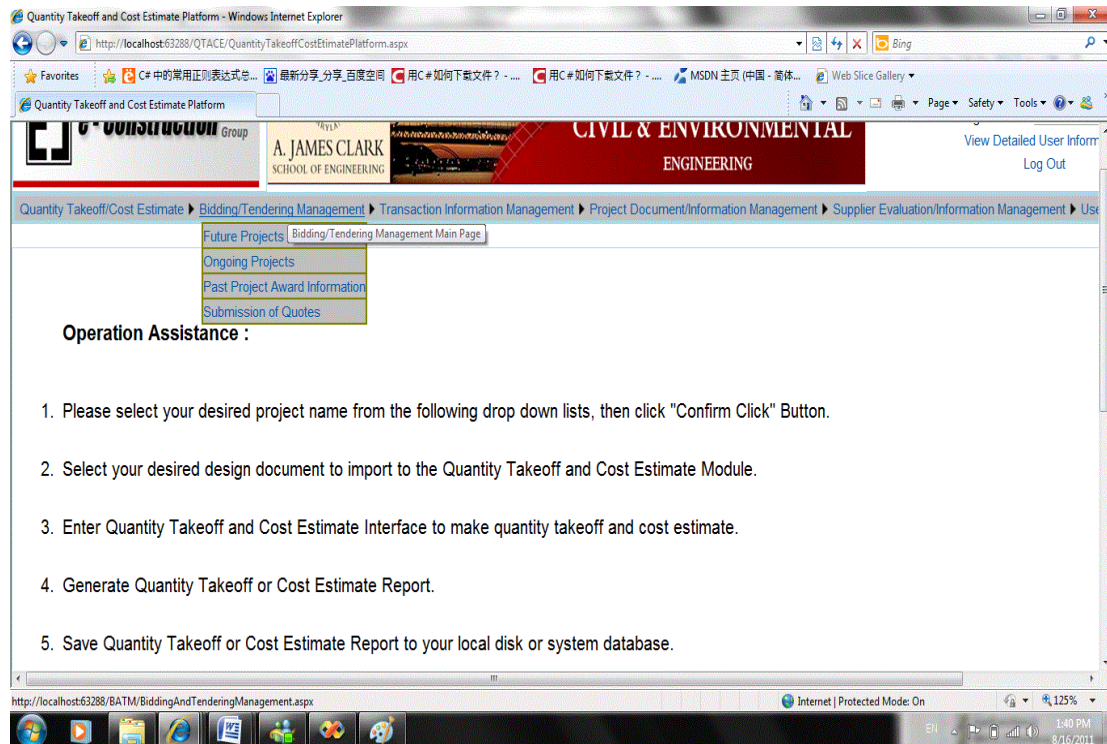 Quantity Takeoff and Cost Estimate Platform - Windows Internet Explorer
http://localhost:63288/QTACE/QuantityTakeoffCostEtimatePlatform.aspx
Bing
Favorites C# 中的常用正则表达式总... 最新分享_分享_百度空间 用C#如何下载文件？- .... 用C#如何下载文件？- .... MSDN 主页 (中国 - 简体... Web Slice Gallery
Quantity Takeoff and Cost Estimate Platform
Page Safety Tools
e - construction Group
A. JAMES CLARK
SCHOOL OF ENGINEERING
CIVIL & ENVIRONMENTAL
ENGINEERING
View Detailed User Inform
Log Out
Quantity Takeoff/Cost Estimate Bidding/Tendering Management Transaction Information Management Project Document/Information Management Supplier Evaluation/Information Management Use
Future Projects
Bidding/Tendering Management Main Page
Ongoing Projects
Past Project Award Information
Submission of Quotes
Operation Assistance :
1. Please select your desired project name from the following drop down lists, then click "Confirm Click" Button.
2. Select your desired design document to import to the Quantity Takeoff and Cost Estimate Module.
3. Enter Quantity Takeoff and Cost Estimate Interface to make quantity takeoff and cost estimate.
4. Generate Quantity Takeoff or Cost Estimate Report.
5. Save Quantity Takeoff or Cost Estimate Report to your local disk or system database.
http://localhost:63288/BATM/BiddingAndTenderingManagement.aspx
Internet | Protected Mode: On
125%
EN
1:40 PM
8/16/2011